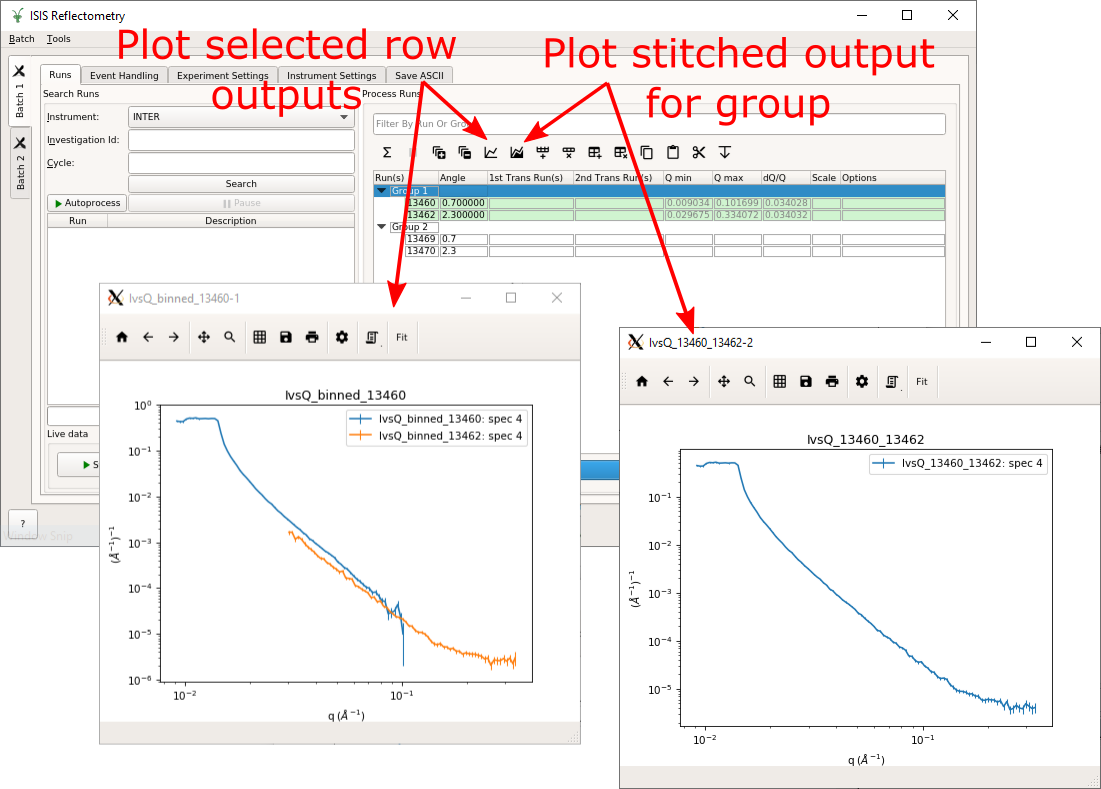 ISIS Reflectometry
Batch Tools
Plot selected row
outputs
Plot stitched output
for group
Batch 1
Batch 2
Runs Event Handling Experiment Settings Instrument Settings Save ASCII
Search Runs
Instrument: INTER
Investigation Id:
Cycle:
Search
Autoprocess Pause
Run Description
Live data
?
Window Snip
Process Runs
Filter By Run Or
Run(s) Angle 1st Trans Run(s) 2nd Trans Run(s) Q min Q max dQ/Q Scale Options
Group 1
13460 0.700000 0.009034 0.101699 0.034028
13462 2.300000 0.029675 0.334072 0.034032
Group 2
13469 0.7
13470 2.3
IvsQ_binned_13460-1
Fit
IvsQ_binned_13460
IvsQ_binned_13460: spec 4
IvsQ_binned_13462: spec 4
10⁰
10⁻¹
10⁻²
10⁻³
10⁻⁴
10⁻⁵
10⁻⁶
(Å⁻¹)⁻¹
10⁻² 10⁻¹
q (Å⁻¹)
IvsQ_13460_13462-2
Fit
IvsQ_13460_13462
IvsQ_13460_13462: spec 4
10⁻¹
10⁻²
10⁻³
10⁻⁴
10⁻⁵
(Å⁻¹)⁻¹
10⁻² 10⁻¹
q (Å⁻¹)